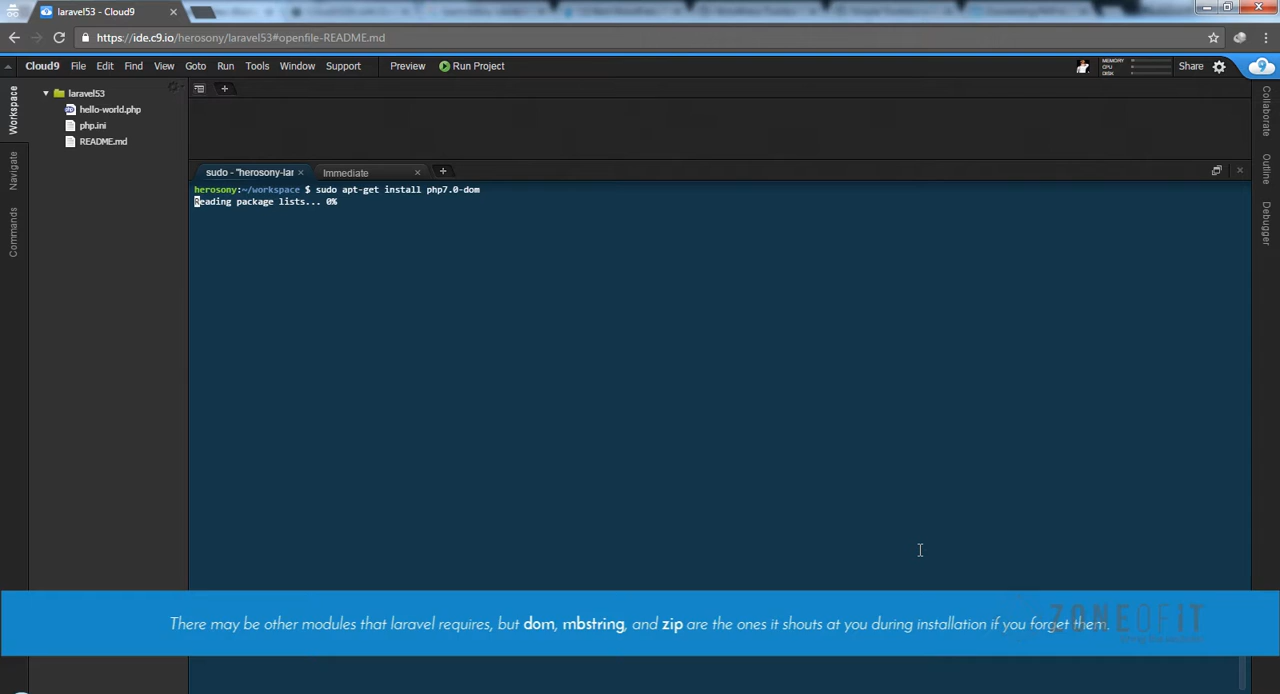 laravel53 - Cloud9
https://ide.c9.io/herosony/laravel53#openfile-README.md
Cloud9 File Edit Find View Goto Run Tools Window Support Preview Run Project MEMORY CPU DISK Share
Workspace
Navigate
Commands
laravel53
hello-world.php
php.ini
README.md
sudo - "herosony-lar
Immediate
herosony:~/workspace $ sudo apt-get install php7.0-dom
Reading package lists... 0%
Collaborate
Outline
Debugger
There may be other modules that laravel requires, but dom, mbstring, and zip are the ones it shouts at you during installation if you forget them.
ZONEOFIT